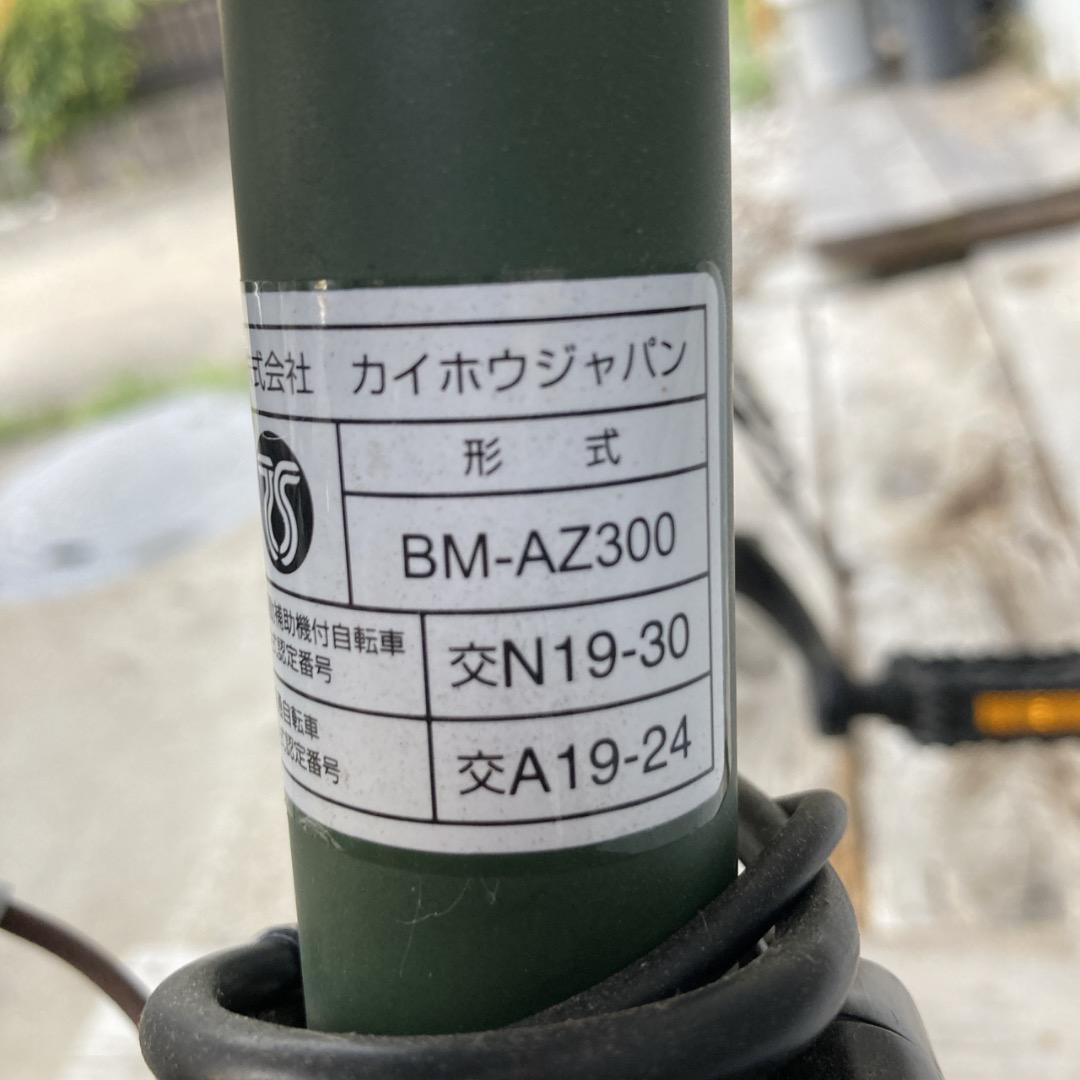 式会社 カイホウジャパン
TS
形 式
BM-AZ300
補助機付自転車
認定番号
交N19-30
自転車
認定番号
交A19-24